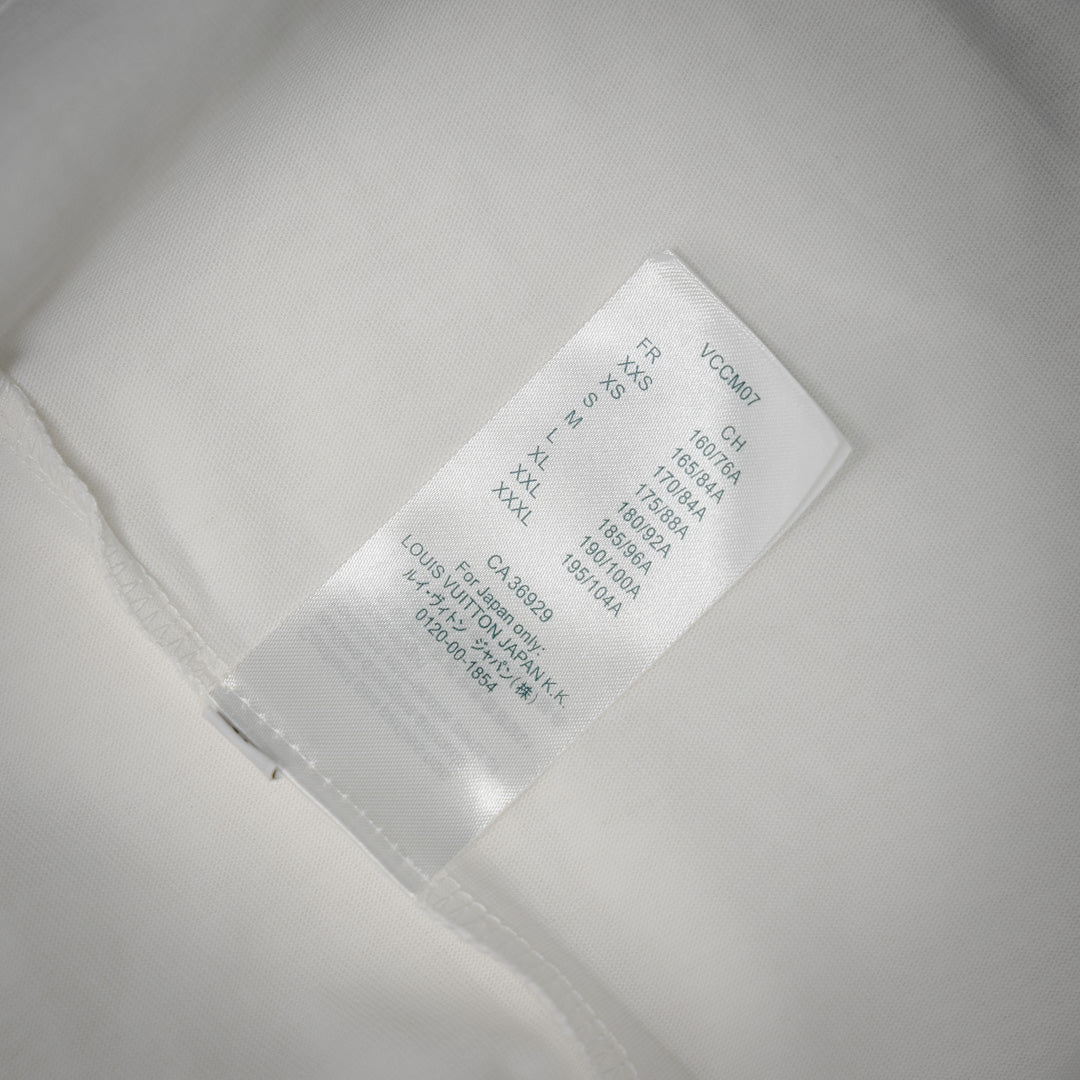 VCCM07
FR CH
XXS 160/76A
XS 165/84A
S 170/84A
M 175/88A
L 180/92A
XL 185/96A
XXL 190/100A
XXXL 195/104A
CA 36929
For Japan only:
LOUIS VUITTON JAPAN K.K.
ルイ・ヴィトン ジャパン(株)
0120-00-1854